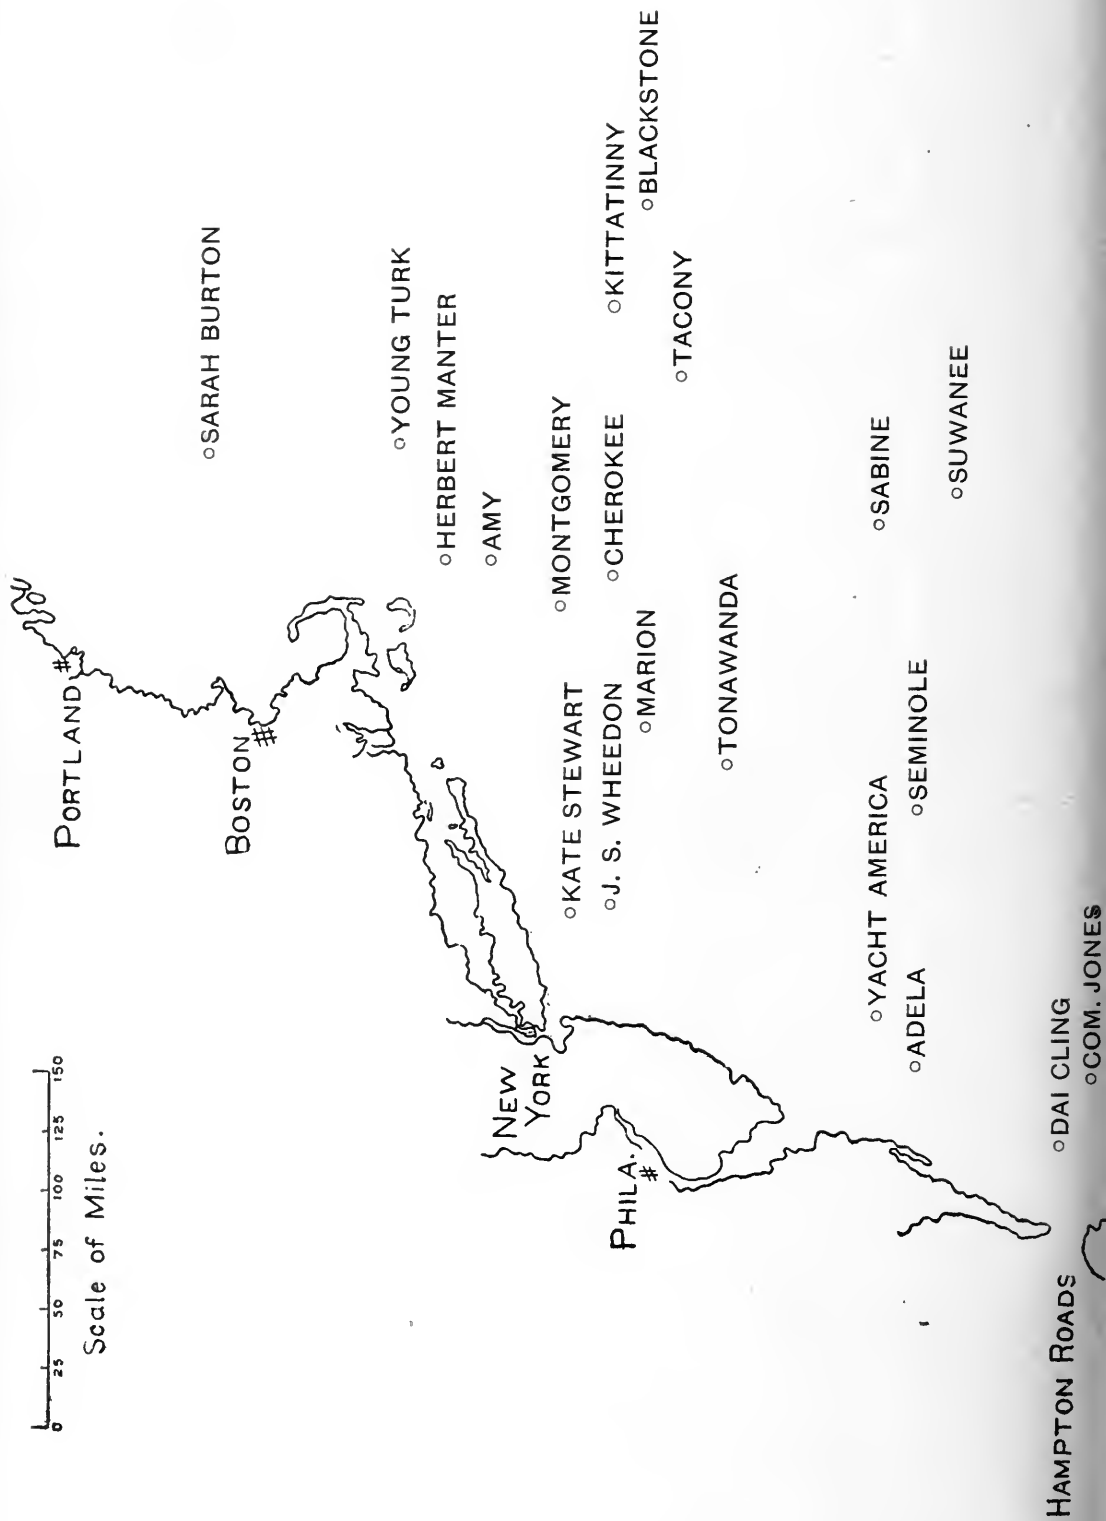 0 25 50 75 100 125 150
Scale of Miles.
PORTLAND
BOSTON
NEW
YORK
PHILA.
HAMPTON ROADS
SARAH BURTON
YOUNG TURK
HERBERT MANTER
AMY
MONTGOMERY
CHEROKEE
KITTATINNY
BLACKSTONE
TACONY
KATE STEWART
J. S. WHEEDON
MARION
TONAWANDA
SABINE
SUWANEE
YACHT AMERICA
SEMINOLE
ADELA
DAI CLING
COM. JONES